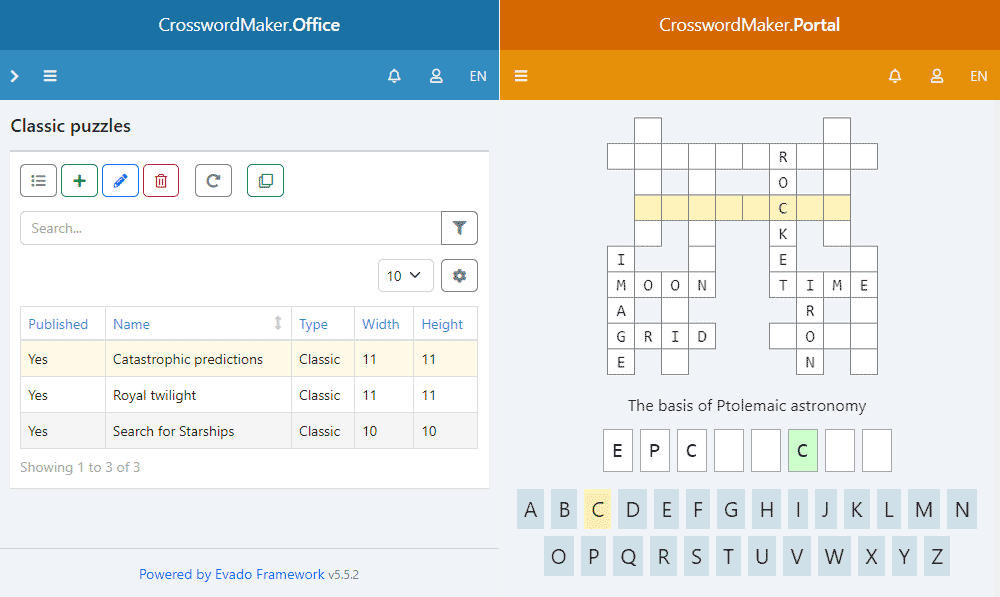 CrosswordMaker.Office
EN
Classic puzzles
Search...
10
Published Name Type Width Height
Yes Catastrophic predictions Classic 11 11
Yes Royal twilight Classic 11 11
Yes Search for Starships Classic 10 10
Showing 1 to 3 of 3
Powered by Evado Framework v5.5.2
CrosswordMaker.Portal
EN
R
O
C
K
I E
M O O N T I M E
A R
G R I D O
E N
The basis of Ptolemaic astronomy
E P C C
A B C D E F G H I J K L M N
O P Q R S T U V W X Y Z